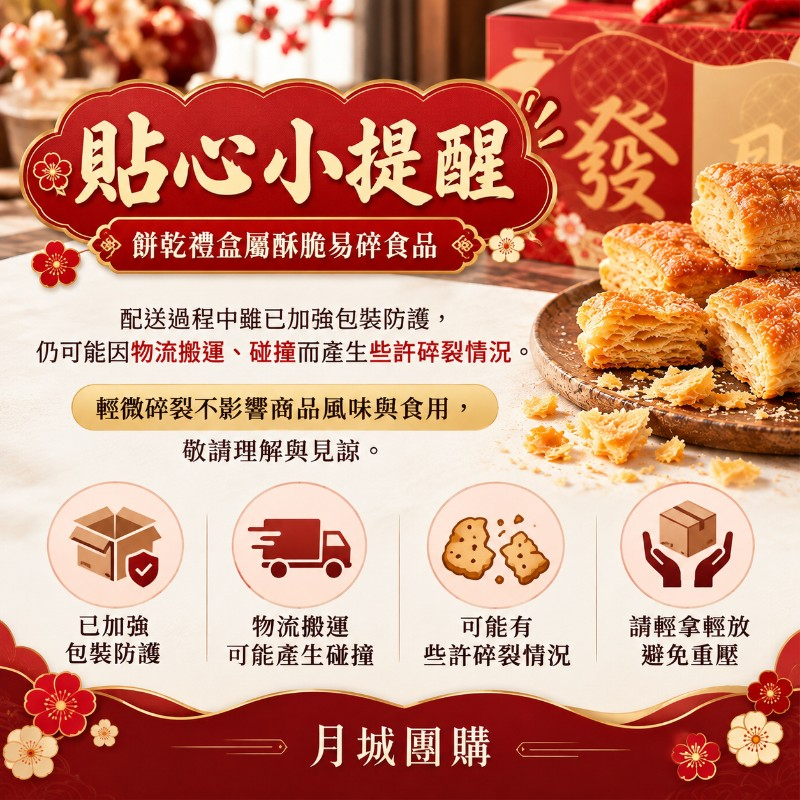 發
月
貼心小提醒
餅乾禮盒屬酥脆易碎食品
配送過程中雖已加強包裝防護，
仍可能因物流搬運、碰撞而產生些許碎裂情況。
輕微碎裂不影響商品風味與食用，
敬請理解與見諒。
已加強
包裝防護
物流搬運
可能產生碰撞
可能有
些許碎裂情況
請輕拿輕放
避免重壓
月城團購